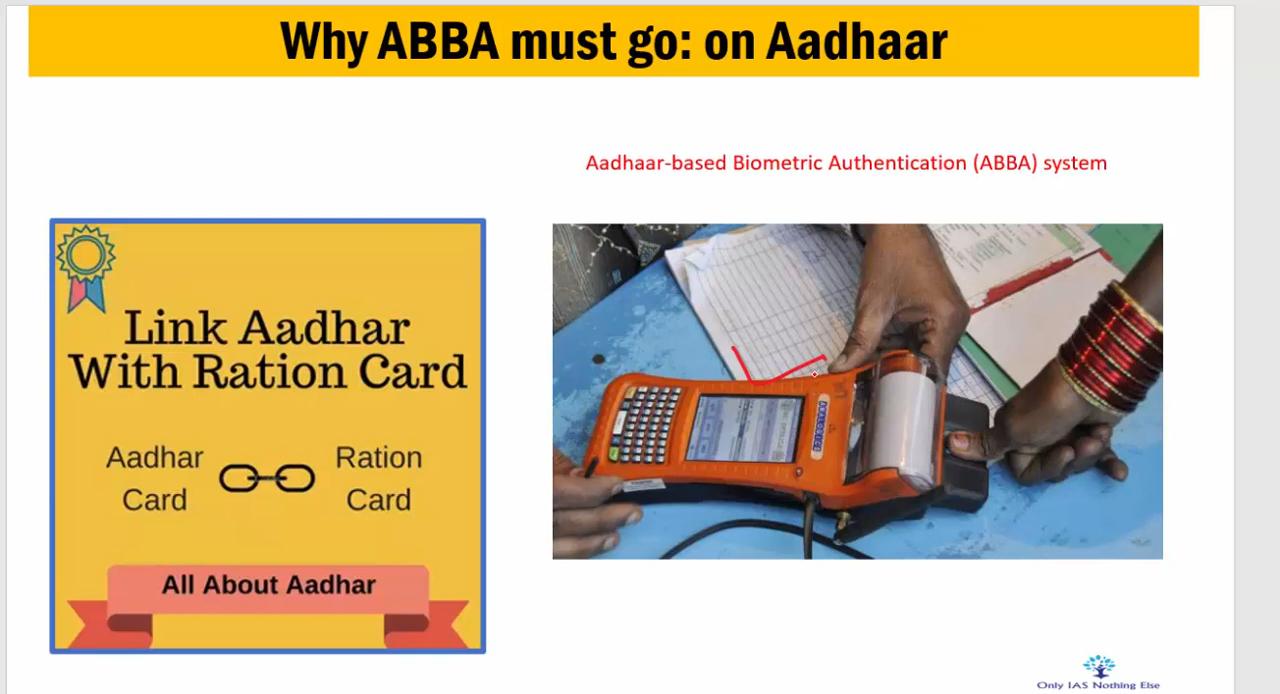 Why ABBA must go: on Aadhaar
Aadhaar-based Biometric Authentication (ABBA) system
Link Aadhar
With Ration Card
Aadhar
Card
Ration
Card
All About Aadhar
Only IAS Nothing Else